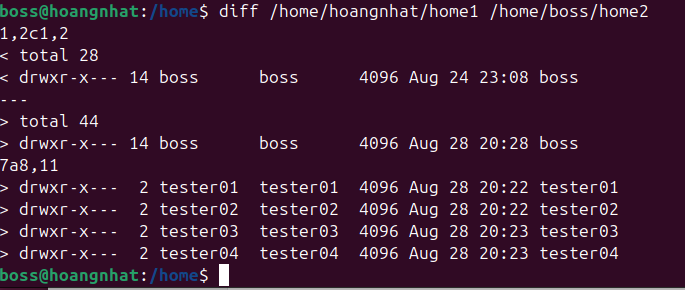 boss@hoangnhat:/home$ diff /home/hoangnhat/home1 /home/boss/home2
1,2c1,2
< total 28
< drwxr-x--- 14 boss      boss      4096 Aug 24 23:08 boss
---
> total 44
> drwxr-x--- 14 boss      boss      4096 Aug 28 20:28 boss
7a8,11
> drwxr-x---  2 tester01  tester01  4096 Aug 28 20:22 tester01
> drwxr-x---  2 tester02  tester02  4096 Aug 28 20:22 tester02
> drwxr-x---  2 tester03  tester03  4096 Aug 28 20:23 tester03
> drwxr-x---  2 tester04  tester04  4096 Aug 28 20:23 tester04
boss@hoangnhat:/home$